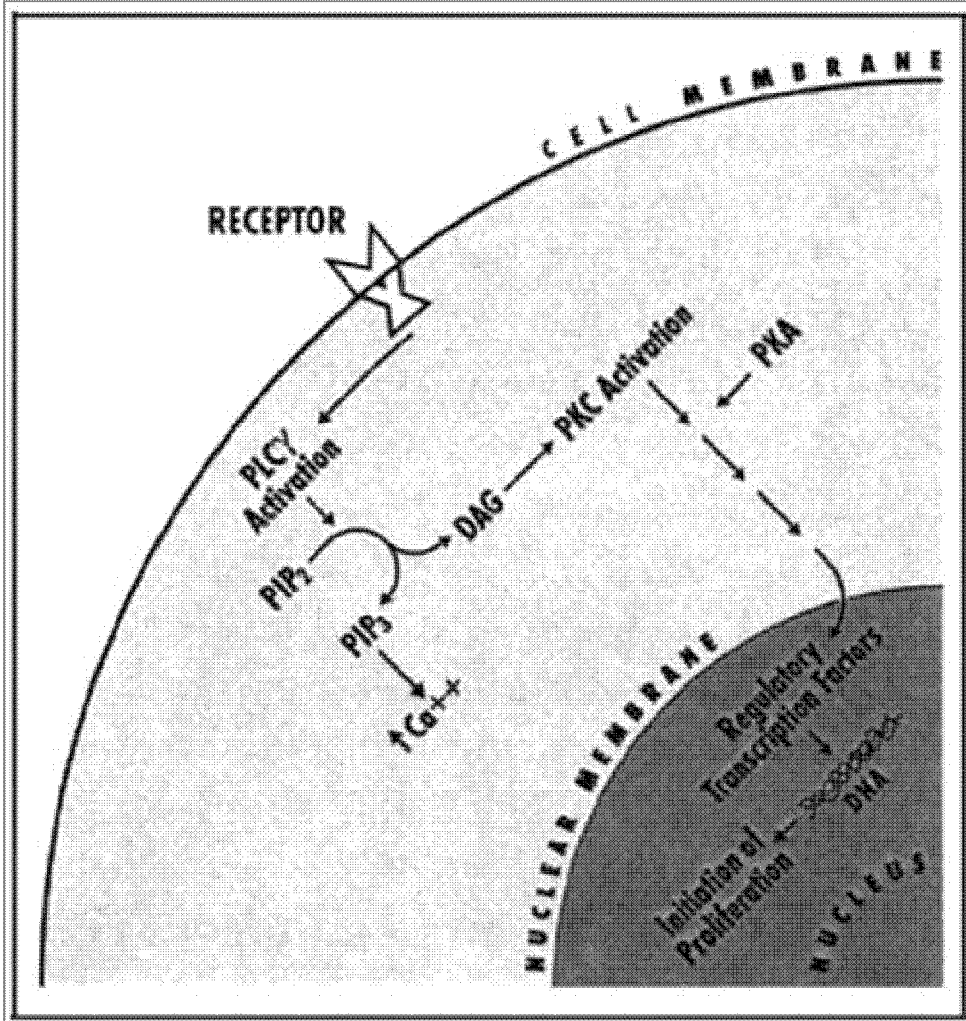 CELL MEMBRANE
RECEPTOR
PKA
PKC Activation
PLCγ
Activation
DAG
PIP2
PIP3
↑Ca++
NUCLEAR MEMBRANE
Regulatory
Transcription Factors
DNA
Initiation of
Proliferation
NUCLEUS